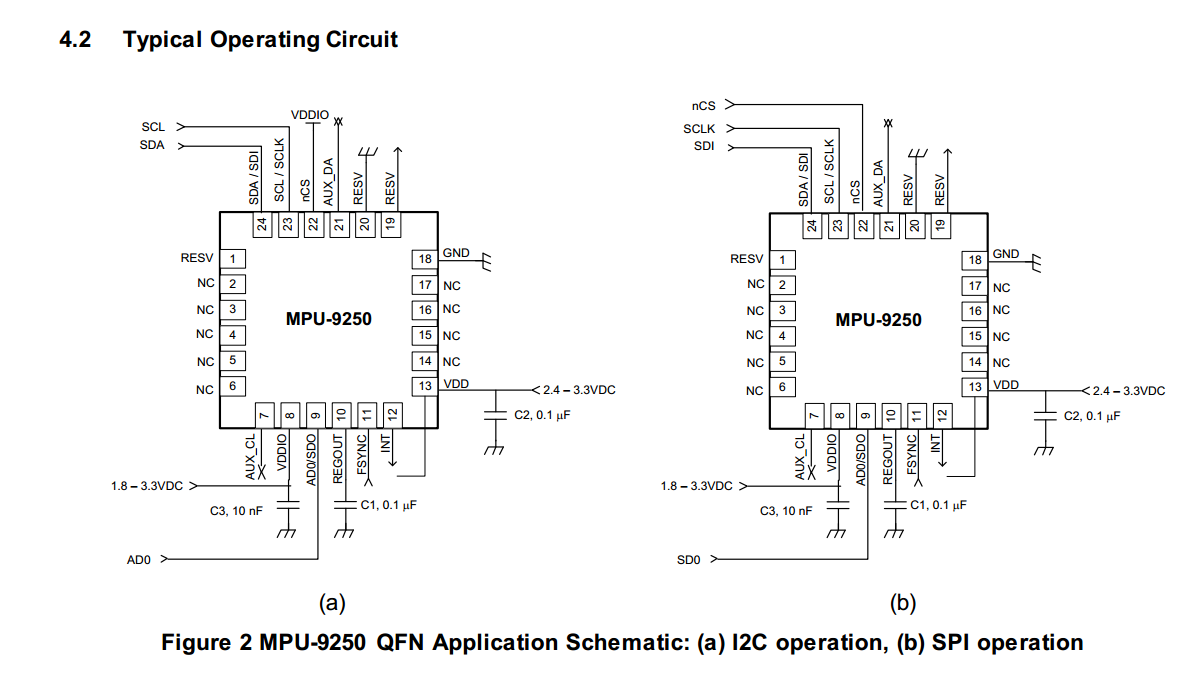 4.2 Typical Operating Circuit
SCL
SDA
VDDIO
SDA / SDI
SCL / SCLK
nCS
AUX_DA
RESV
RESV
24
23
22
21
20
19
RESV 1
NC 2
NC 3
NC 4
NC 5
NC 6
MPU-9250
18 GND
17 NC
16 NC
15 NC
14 NC
13 VDD
2.4 – 3.3VDC
C2, 0.1 µF
7
8
9
10
11
12
AUX_CL
VDDIO
AD0/SDO
REGOUT
FSYNC
INT
1.8 – 3.3VDC
C3, 10 nF
C1, 0.1 µF
AD0
(a)
nCS
SCLK
SDI
SDA / SDI
SCL / SCLK
nCS
AUX_DA
RESV
RESV
24
23
22
21
20
19
RESV 1
NC 2
NC 3
NC 4
NC 5
NC 6
MPU-9250
18 GND
17 NC
16 NC
15 NC
14 NC
13 VDD
2.4 – 3.3VDC
C2, 0.1 µF
7
8
9
10
11
12
AUX_CL
VDDIO
AD0/SDO
REGOUT
FSYNC
INT
1.8 – 3.3VDC
C3, 10 nF
C1, 0.1 µF
SD0
(b)
Figure 2 MPU-9250 QFN Application Schematic: (a) I2C operation, (b) SPI operation